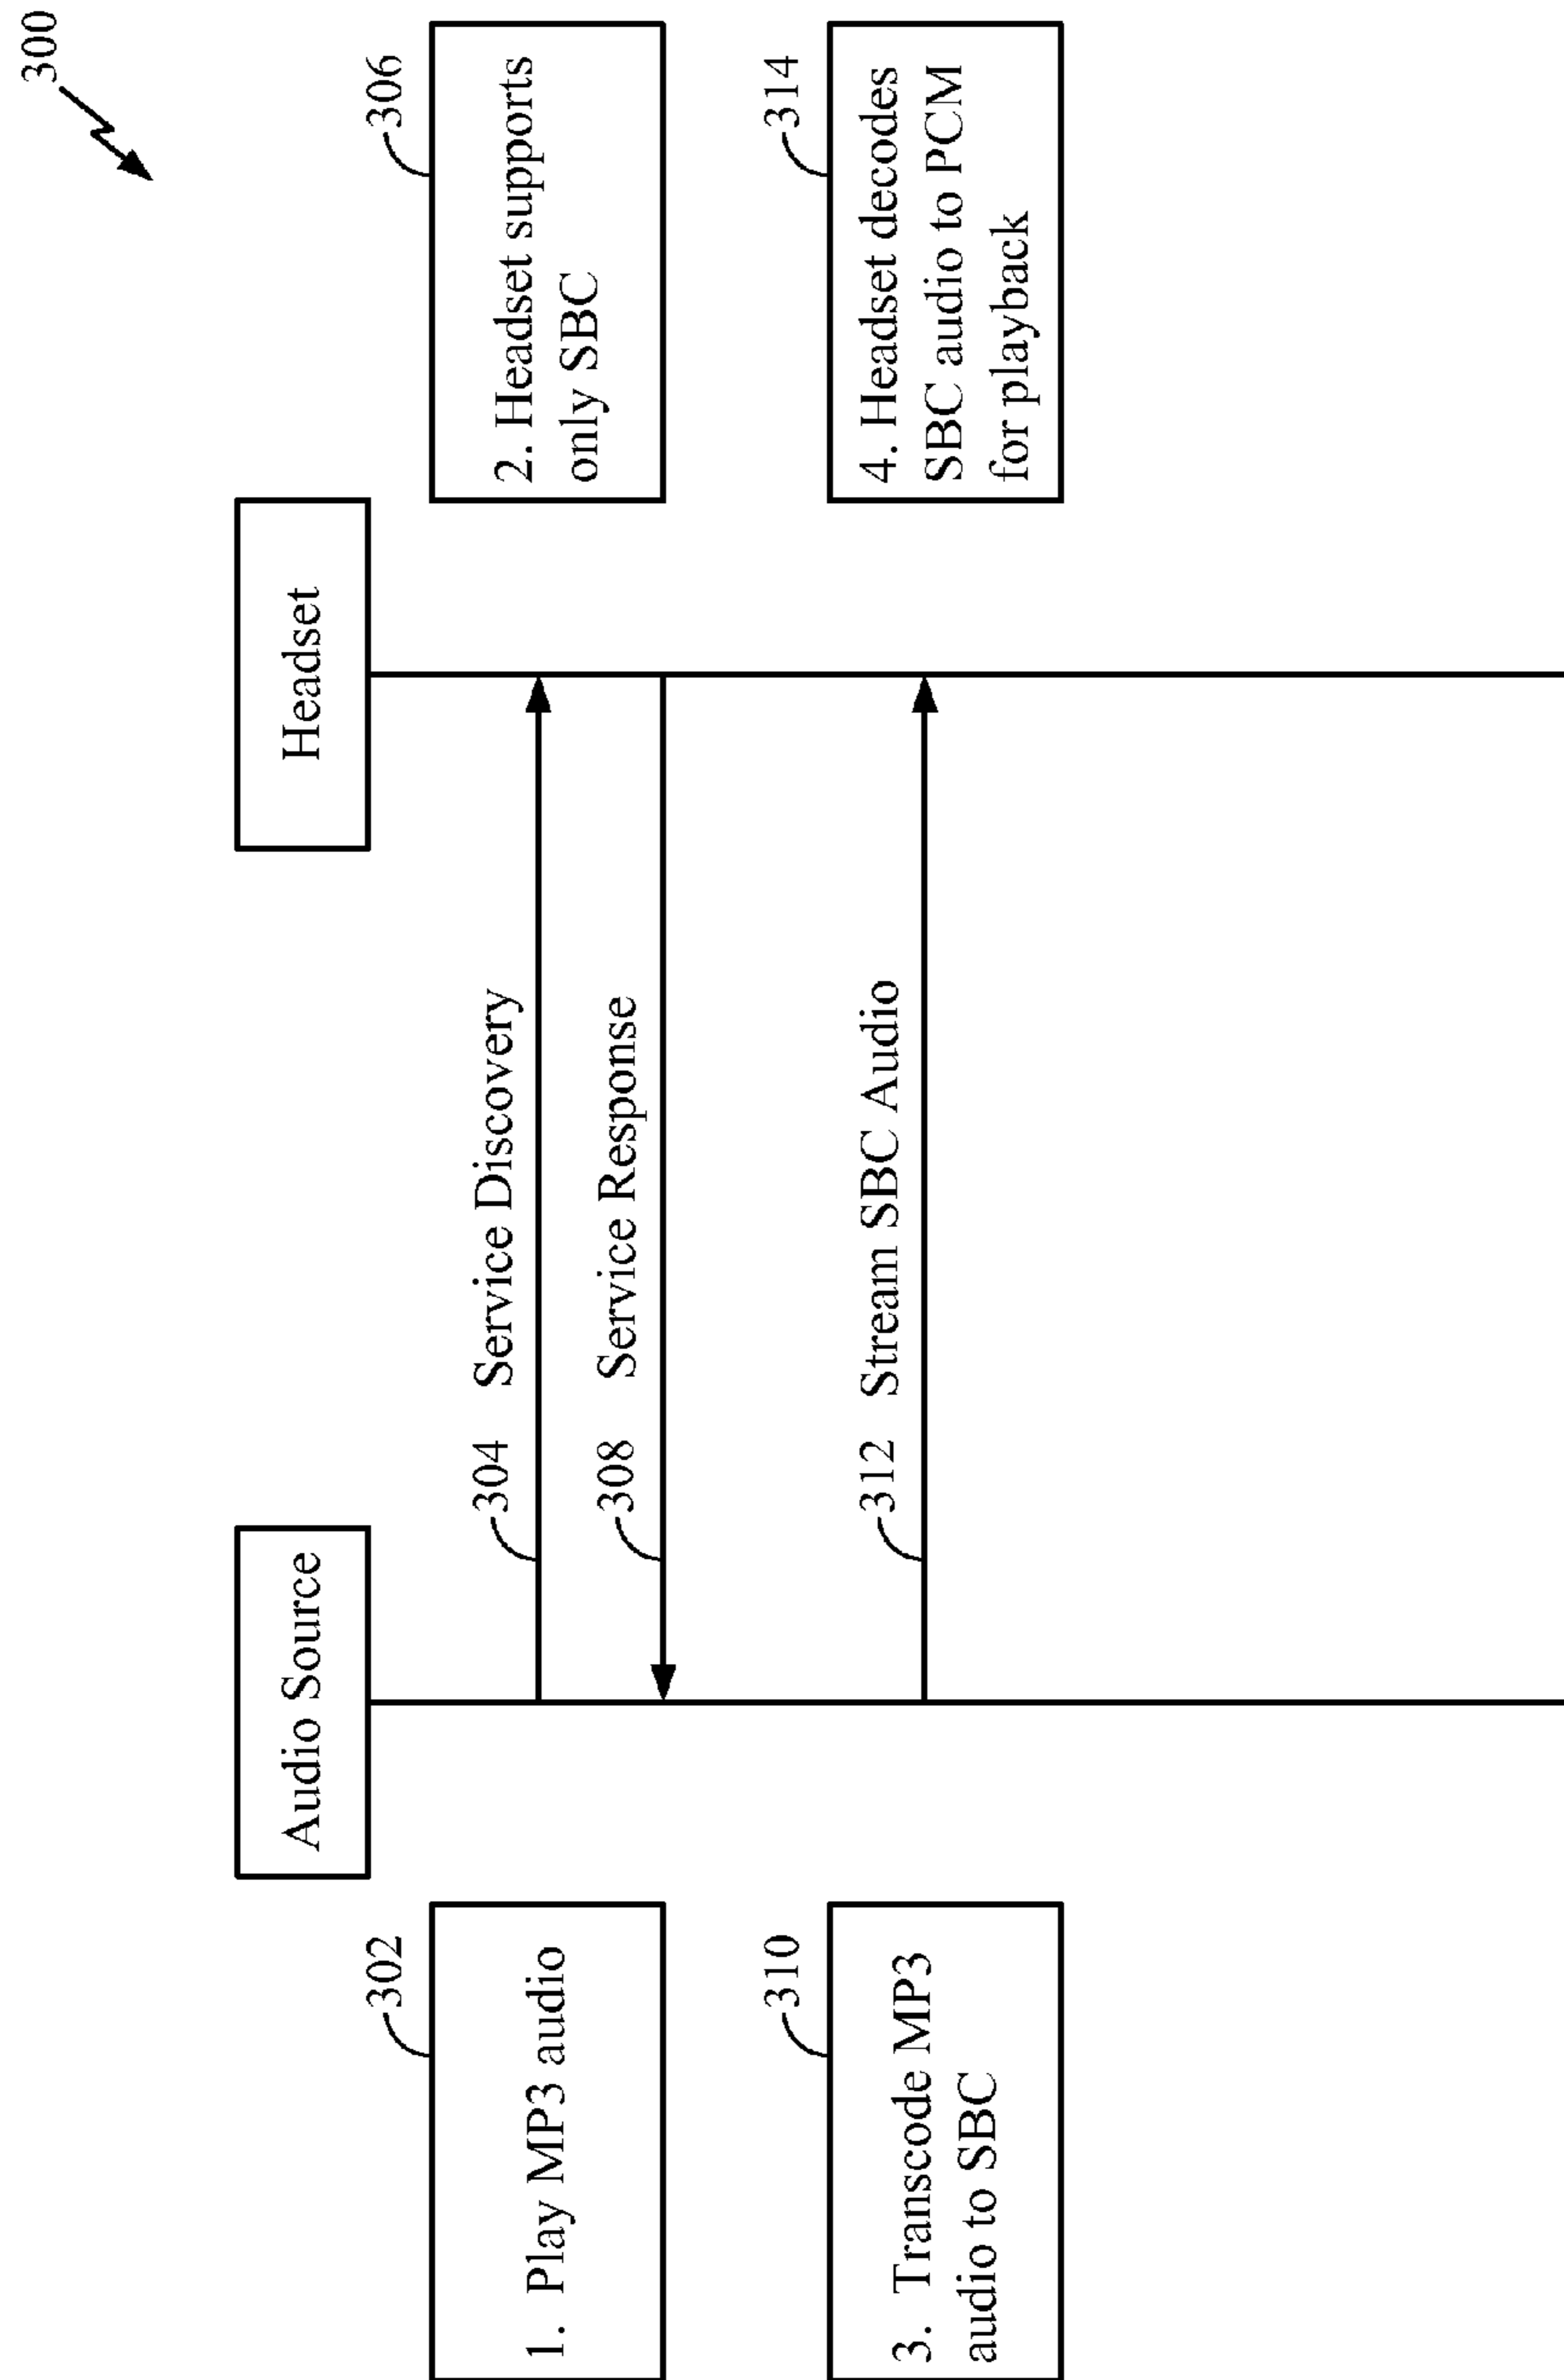 300
Audio Source
Headset
302
1. Play MP3 audio
304 Service Discovery
306
2. Headset supports
only SBC
308 Service Response
310
3. Transcode MP3
audio to SBC
312 Stream SBC Audio
314
4. Headset decodes
SBC audio to PCM
for playback